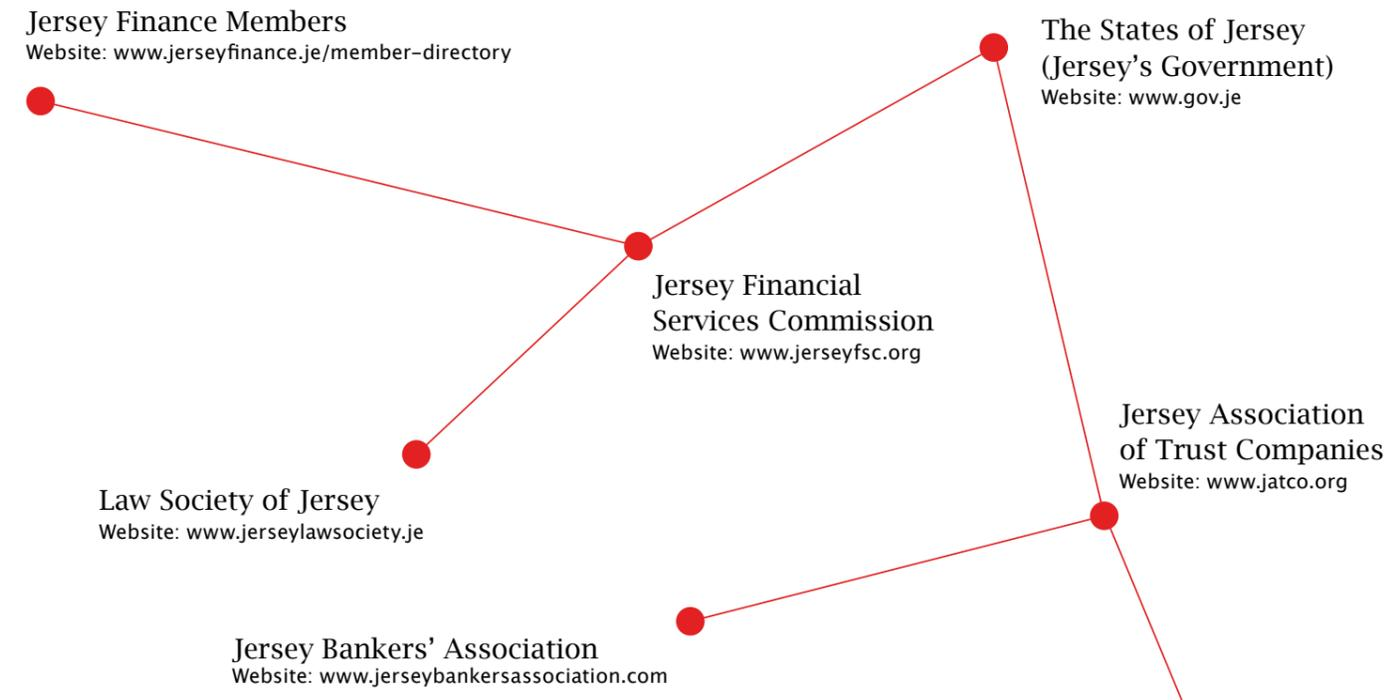 Jersey Finance Members
Website: www.jerseyfinance.je/member-directory
The States of Jersey
(Jersey’s Government)
Website: www.gov.je
Jersey Financial
Services Commission
Website: www.jerseyfsc.org
Jersey Association
of Trust Companies
Website: www.jatco.org
Law Society of Jersey
Website: www.jerseylawsociety.je
Jersey Bankers’ Association
Website: www.jerseybankersassociation.com